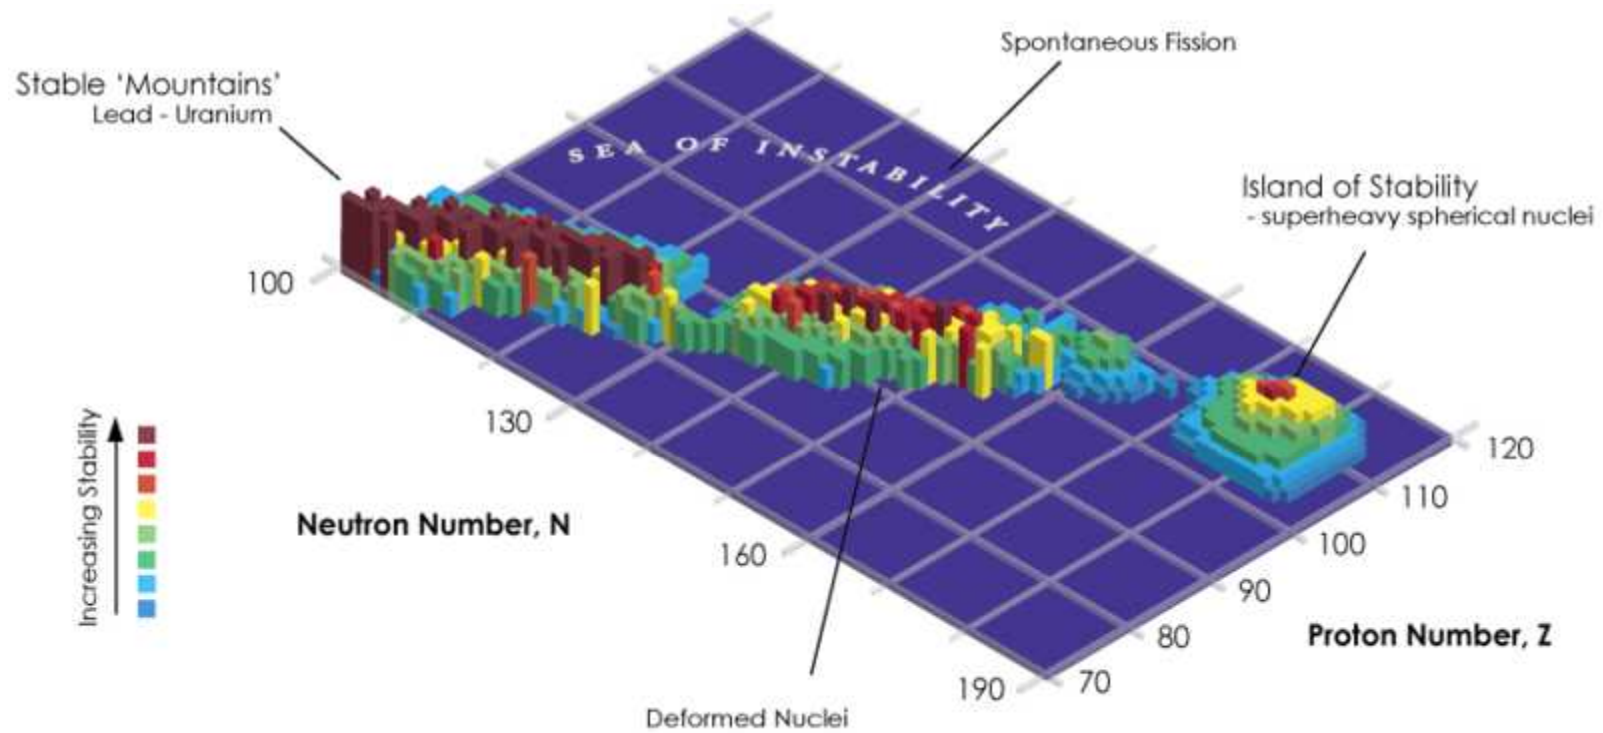 Spontaneous Fission
Stable ‘Mountains’
Lead - Uranium
SEA OF INSTABILITY
Island of Stability
- superheavy spherical nuclei
100
130
160
190
Neutron Number, N
Increasing Stability
120
110
100
90
80
70
Proton Number, Z
Deformed Nuclei